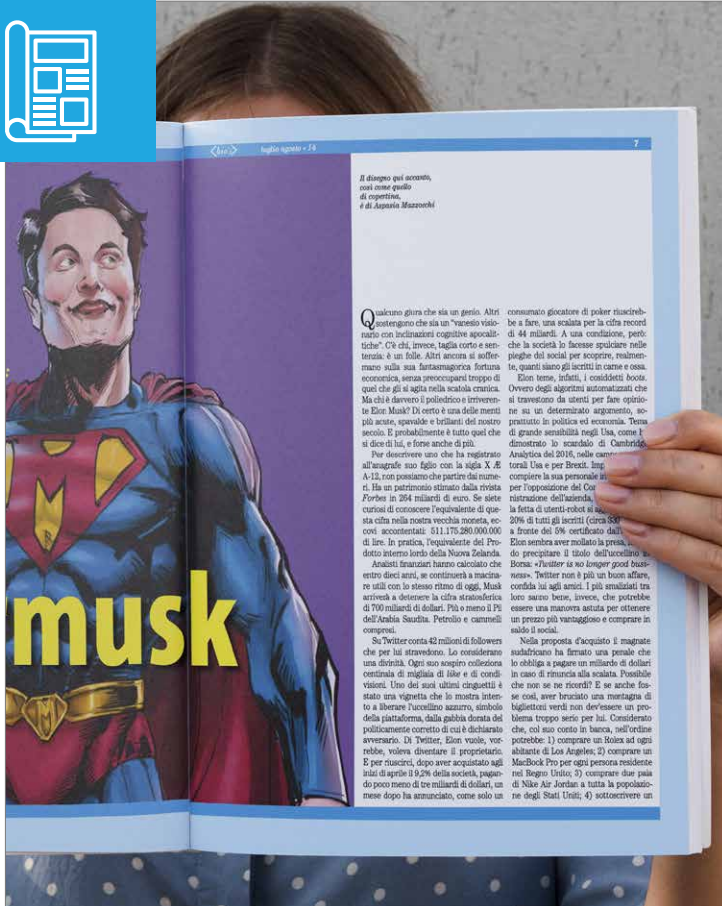 luglio agosto • 14
7
Il disegno qui accanto,
così come quello
di copertina,
è di Aspasia Mazzocchi
musk
M
Qualcuno giura che sia un genio. Altri
sostengono che sia un "vanesio visio-
nario con inclinazioni cognitive apocalit-
tiche". C'è chi, invece, taglia corto e sen-
tenzia: è un folle. Altri ancora si soffer-
mano sulla sua fantasmagorica fortuna
economica, senza preoccuparsi troppo di
quel che gli si agita nella scatola cranica.
Ma chi è davvero il poliedrico e irriveren-
te Elon Musk? Di certo è una delle menti
più acute, spavalde e brillanti del nostro
secolo. E probabilmente è tutto quel che
si dice di lui, e forse anche di più.
Per descrivere uno che ha registrato
all'anagrafe suo figlio con la sigla X Æ
A-12, non possiamo che partire dai nume-
ri. Ha un patrimonio stimato dalla rivista
Forbes in 264 miliardi di euro. Se siete
curiosi di conoscere l'equivalente di que-
sta cifra nella nostra vecchia moneta, ec-
covi accontentati: 511.175.280.000.000
di lire. In pratica, l'equivalente del Pro-
dotto interno lordo della Nuova Zelanda.
Analisti finanziari hanno calcolato che
entro dieci anni, se continuerà a macina-
re utili con lo stesso ritmo di oggi, Musk
arriverà a detenere la cifra stratosferica
di 700 miliardi di dollari. Più o meno il Pil
dell'Arabia Saudita. Petrolio e cammelli
compresi.
Su Twitter conta 42 milioni di followers
che per lui stravedono. Lo considerano
una divinità. Ogni suo sospiro colleziona
centinaia di migliaia di like e di condi-
visioni. Uno dei suoi ultimi cinguettii è
stato una vignetta che lo mostra inten-
to a liberare l'uccellino azzurro, simbolo
della piattaforma, dalla gabbia dorata del
politicamente corretto di cui è dichiarato
avversario. Di Twitter, Elon vuole, vor-
rebbe, voleva diventare il proprietario.
E per riuscirci, dopo aver acquistato agli
inizi di aprile il 9,2% della società, pagan-
do poco meno di tre miliardi di dollari, un
mese dopo ha annunciato, come solo un
consumato giocatore di poker riuscireb-
be a fare, una scalata per la cifra record
di 44 miliardi. A una condizione, però:
che la società lo facesse spulciare nelle
pieghe del social per scoprire, realmen-
te, quanti siano gli iscritti in carne e ossa.
Elon teme, infatti, i cosiddetti boots.
Ovvero degli algoritmi automatizzati che
si travestono da utenti per fare opinio-
ne su un determinato argomento, so-
prattutto in politica ed economia. Tema
di grande sensibilità negli Usa, come
dimostrato lo scandalo di Cambridge
Analytica del 2016, nelle
torali Usa e per Brexit.
compiere la sua personale
per l'opposizione del
nistrazione dell'azienda,
la fetta di utenti-robot si
20% di tutti gli iscritti (circa
a fronte del 5% certificato
Elon sembra aver mollato la presa,
do precipitare il titolo dell'uccellino in
Borsa: «Twitter is no longer good busi-
ness». Twitter non è più un buon affare,
confida lui agli amici. I più smaliziati tra
loro sanno bene, invece, che potrebbe
essere una manovra astuta per ottenere
un prezzo più vantaggioso e comprare in
saldo il social.
Nella proposta d'acquisto il magnate
sudafricano ha firmato una penale che
lo obbliga a pagare un miliardo di dollari
in caso di rinuncia alla scalata. Possibile
che non se ne ricordi? E se anche fos-
se così, aver bruciato una montagna di
bigliettoni verdi non dev'essere un pro-
blema troppo serio per lui. Considerato
che, col suo conto in banca, nell'ordine
potrebbe: 1) comprare un Rolex ad ogni
abitante di Los Angeles; 2) comprare un
MacBook Pro per ogni persona residente
nel Regno Unito; 3) comprare due paia
di Nike Air Jordan a tutta la popolazio-
ne degli Stati Uniti; 4) sottoscrivere un